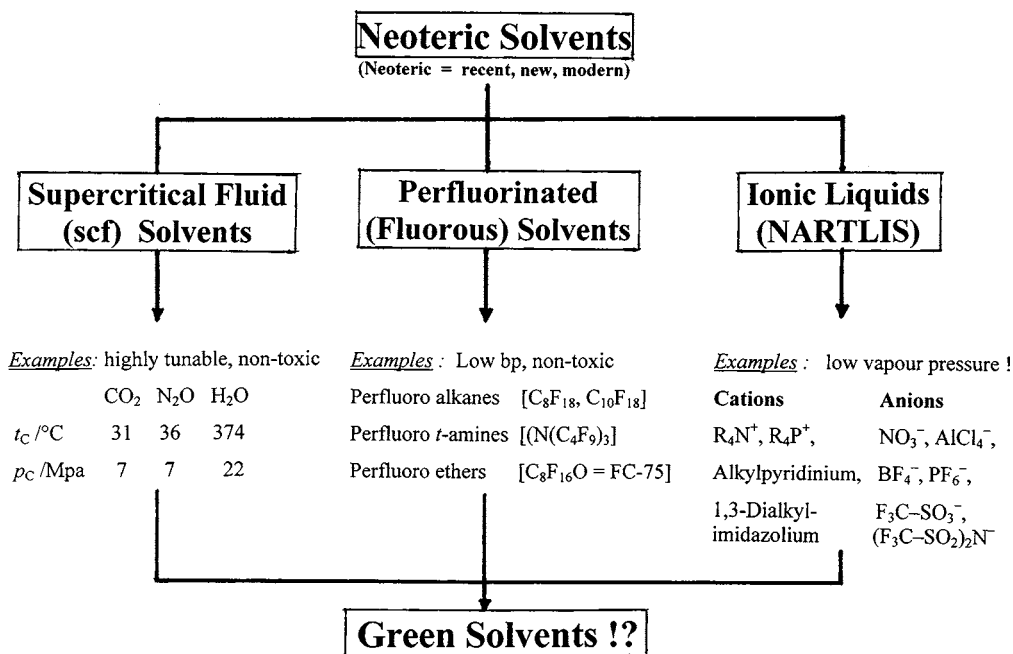 Neoteric Solvents
(Neoteric = recent, new, modern)
Supercritical Fluid
(scf) Solvents
Perfluorinated
(Fluorous) Solvents
Ionic Liquids
(NARTLIS)
Examples: highly tunable, non-toxic
CO₂ N₂O H₂O
t_C /°C 31 36 374
p_C /Mpa 7 7 22
Examples : Low bp, non-toxic
Perfluoro alkanes [C₈F₁₈, C₁₀F₁₈]
Perfluoro t-amines [(N(C₄F₉)₃]
Perfluoro ethers [C₈F₁₆O = FC-75]
Examples : low vapour pressure !
Cations Anions
R₄N⁺, R₄P⁺, NO₃⁻, AlCl₄⁻,
Alkylpyridinium, BF₄⁻, PF₆⁻,
1,3-Dialkyl- F₃C–SO₃⁻,
imidazolium (F₃C–SO₂)₂N⁻
Green Solvents !?